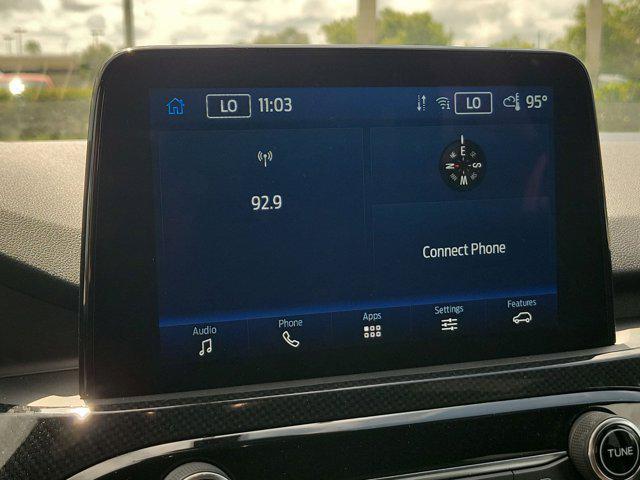 LO 11:03 LO 95°
92.9
E
N S
W
Connect Phone
Audio Phone Apps Settings Features
TUNE